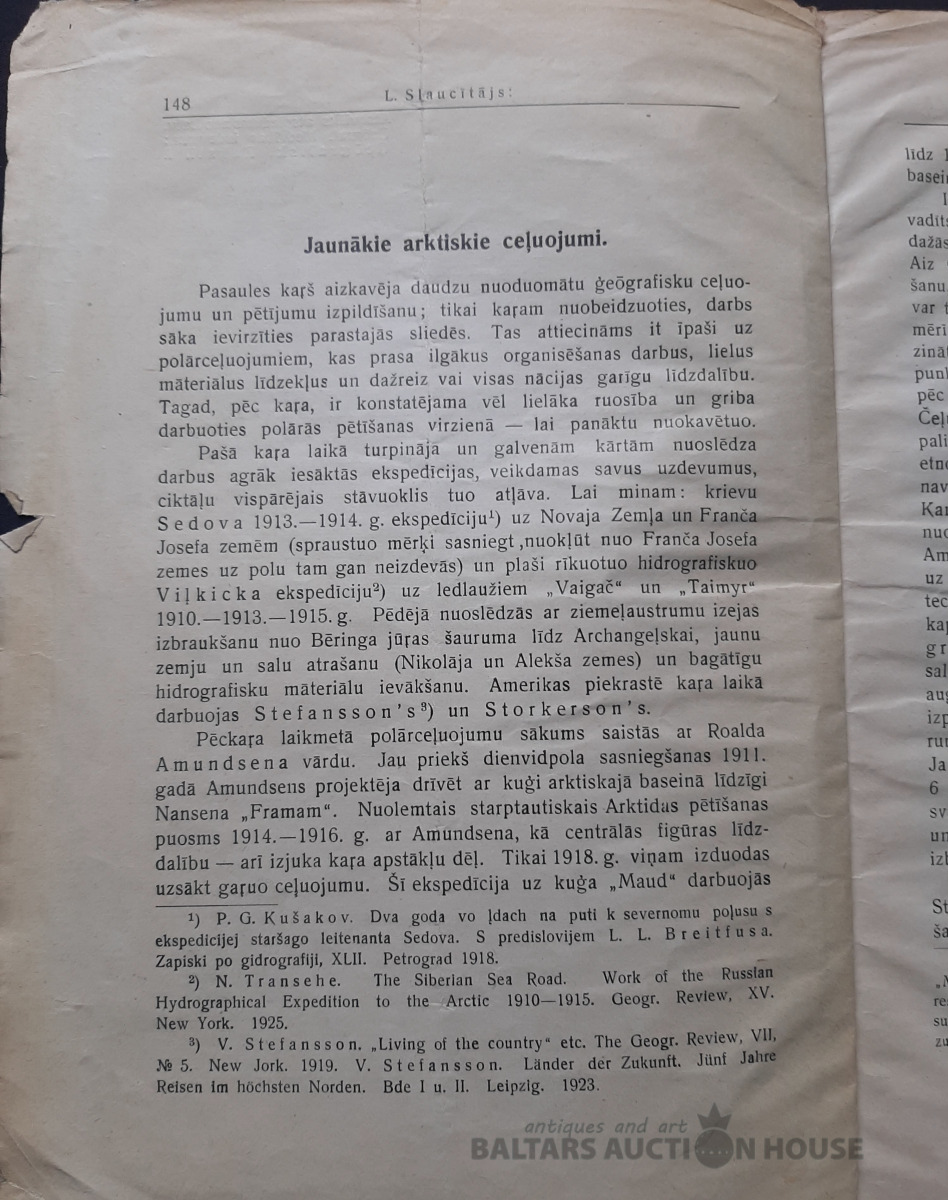 148
L. Slaucītājs:
Jaunākie arktiskie ceļuojumi.
Pasaules kaŗš aizkavēja daudzu nuoduomātu ģeōgrafisku ceļuo-
jumu un pētījumu izpildīšanu; tikai kaŗam nuobeidzuoties, darbs
sāka ievirzīties parastajās sliedēs. Tas attiecināms it īpaši uz
polārceļuojumiem, kas prasa ilgākus organisēšanas darbus, lielus
māteriālus līdzekļus un dažreiz vai visas nācijas garīgu līdzdalību.
Tagad, pēc kaŗa, ir konstatējama vēl lielāka ruosība un griba
darbuoties polārās pētīšanas virzienā — lai panāktu nuokavētuo.
Pašā kaŗa laikā turpināja un galvenām kārtām nuoslēdza
darbus agrāk iesāktās ekspedīcijas, veikdamas savus uzdevumus,
ciktāļu vispārējais stāvuoklis tuo atļāva. Lai minam: krievu
Sedova 1913.—1914. g. ekspedīciju¹) uz Novaja Zemļa un Franča
Josefa zemēm (spraustuo mērķi sasniegt ,nuokļūt nuo Franča Josefa
zemes uz polu tam gan neizdevās) un plaši rīkuotuo hidrografiskuo
Viļkicka ekspedīciju²) uz ledlaužiem „Vaigač“ un „Taimyr“
1910.—1913.—1915. g. Pēdējā nuoslēdzās ar ziemeļaustrumu izejas
izbraukšanu nuo Bēringa jūŗas šauruma līdz Archangeļskai, jaunu
zemju un salu atrašanu (Nikolāja un Alekša zemes) un bagātīgu
hidrografisku māteriālu ievākšanu. Amerikas piekrastē kaŗa laikā
darbuojas Stefansson's³) un Storkerson's.
Pēckaŗa laikmetā polārceļuojumu sākums saistās ar Roalda
Amundsena vārdu. Jau priekš dienvidpola sasniegšanas 1911.
gadā Amundsens projektēja drīvēt ar kuģi arktiskajā baseinā līdzīgi
Nansena „Framam“. Nuolemtais starptautiskais Arktidas pētīšanas
puosms 1914.—1916. g. ar Amundsena, kā centrālās figūras līdz-
dalību — arī izjuka kaŗa apstākļu dēļ. Tikai 1918. g. viņam izduodas
uzsākt gaŗuo ceļuojumu. Šī ekspedīcija uz kuģa „Maud“ darbuojās
¹) P. G. Kušakov. Dva goda vo ļdach na puti k severnomu poļusu s
ekspedicijej staršago leitenanta Sedova. S predislovijem L. L. Breitfusa.
Zapiski po gidrografiji, XLII. Petrograd 1918.
²) N. Transehe. The Siberian Sea Road. Work of the Russian
Hydrographical Expedition to the Arctic 1910—1915. Geogr. Review, XV.
New York. 1925.
³) V. Stefansson. „Living of the country“ etc. The Geogr. Review, VII,
№ 5. New Jork. 1919. V. Stefansson. Länder der Zukunft. Jünf Jahre
Reisen im höchsten Norden. Bde I u. II. Leipzig. 1923.
līdz
vadīts
dažās
Aiz
šanu
var
pēc
nav
uz
6
un
antiques and art
BALTARS AUCTION HOUSE